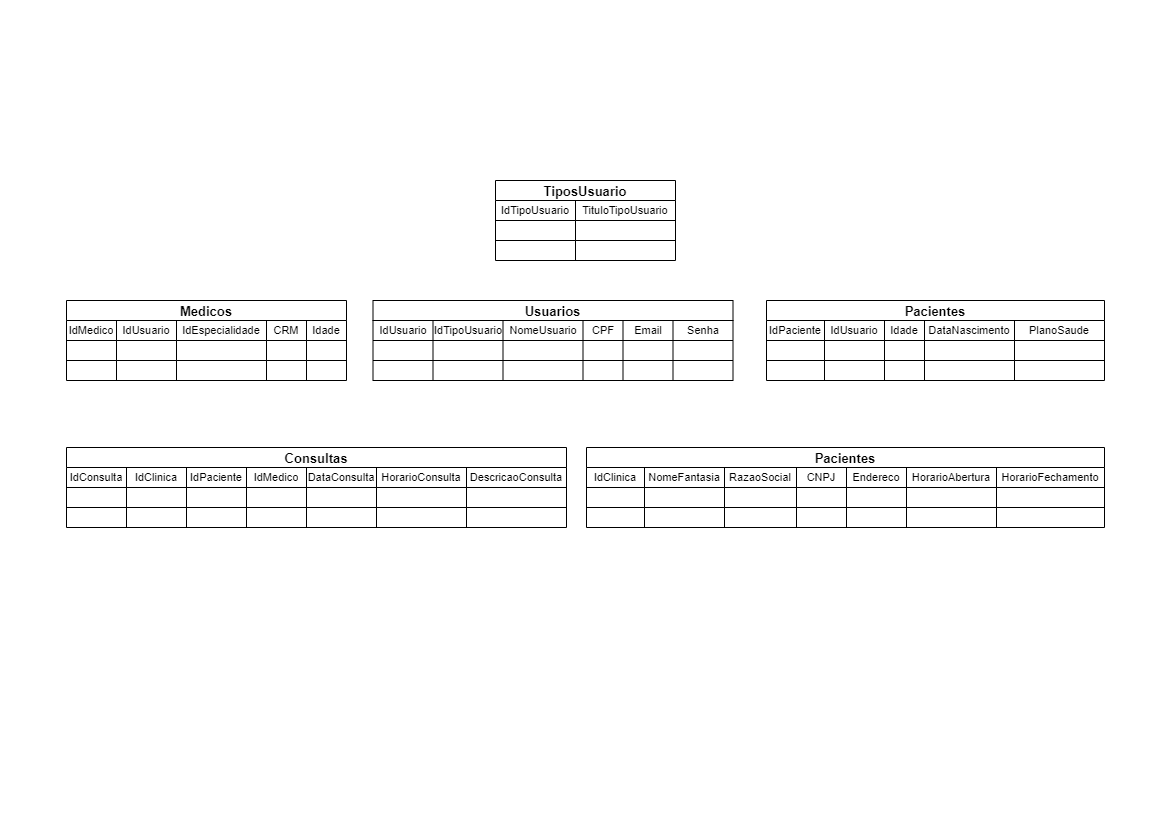 TiposUsuario
IdTipoUsuario TituloTipoUsuario
Medicos
IdMedico IdUsuario IdEspecialidade CRM Idade
Usuarios
IdUsuario IdTipoUsuario NomeUsuario CPF Email Senha
Pacientes
IdPaciente IdUsuario Idade DataNascimento PlanoSaude
Consultas
IdConsulta IdClinica IdPaciente IdMedico DataConsulta HorarioConsulta DescricaoConsulta
Pacientes
IdClinica NomeFantasia RazaoSocial CNPJ Endereco HorarioAbertura HorarioFechamento